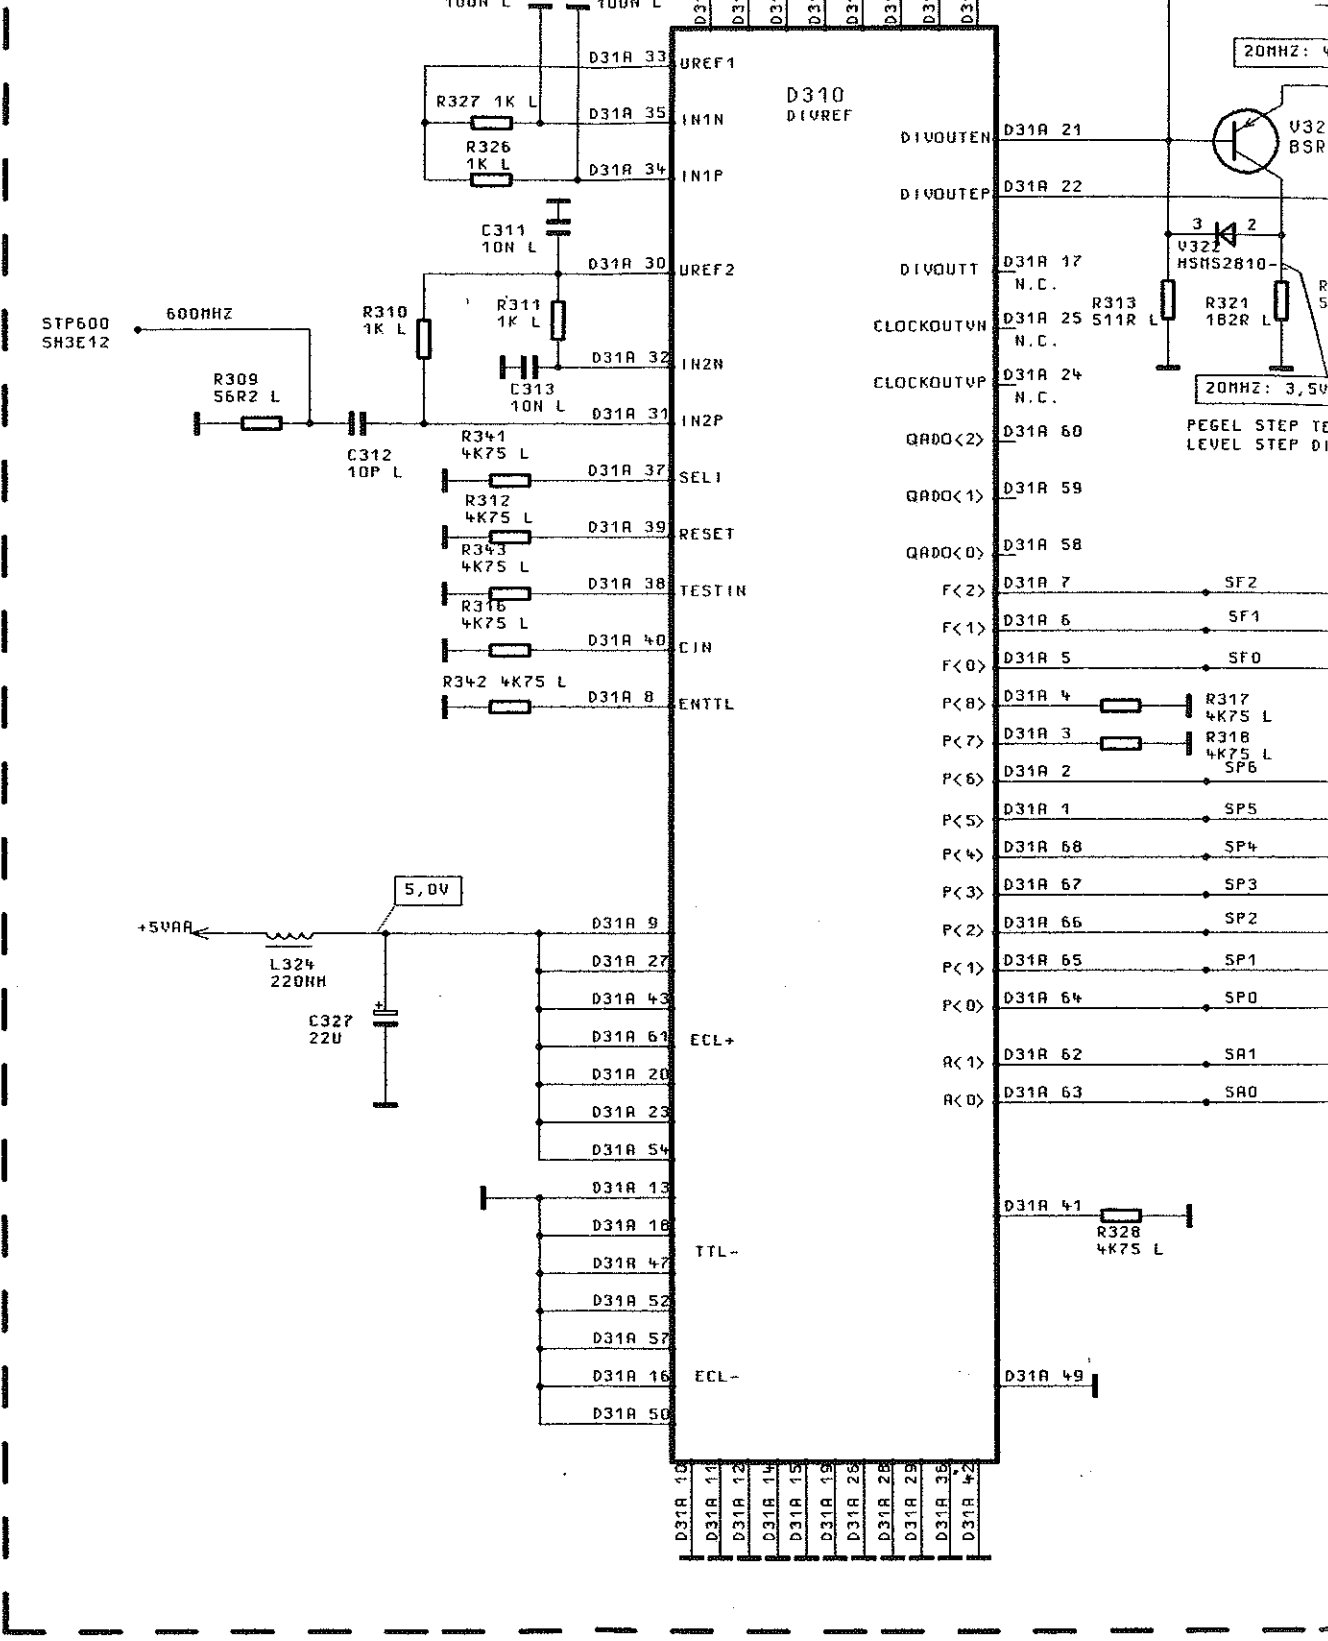 100N L
100N L
20MHZ: 4
D310
DIVREF
D31A 33
UREF1
R327 1K L
D31A 35
IN1N
R326
1K L
D31A 34
IN1P
C311
10N L
D31A 30
UREF2
R310
1K L
R311
1K L
STP600
SH3E12
600MHZ
D31A 32
IN2N
C313
10N L
R309
56R2 L
D31A 31
IN2P
C312
10P L
R341
4K75 L
D31A 37
SEL1
R312
4K75 L
D31A 39
RESET
R343
4K75 L
D31A 38
TESTIN
R316
4K75 L
D31A 40
CIN
R342 4K75 L
D31A 8
ENTTL
DIVOUTEN
D31A 21
V32
BSR
DIVOUTEP
D31A 22
3
2
V322
HSMS2810-
DIVOUTT
D31A 17
N.C.
R313
511R L
R321
182R L
R
5
CLOCKOUTVN
D31A 25
N.C.
CLOCKOUTVP
D31A 24
N.C.
20MHZ: 3,5V
PEGEL STEP TE
LEVEL STEP DI
QADO<2>
D31A 60
QADO<1>
D31A 59
QADO<0>
D31A 58
F<2>
D31A 7
SF2
F<1>
D31A 6
SF1
F<0>
D31A 5
SF0
P<8>
D31A 4
R317
4K75 L
P<7>
D31A 3
R318
4K75 L
P<6>
D31A 2
SP6
P<5>
D31A 1
SP5
P<4>
D31A 68
SP4
P<3>
D31A 67
SP3
P<2>
D31A 66
SP2
P<1>
D31A 65
SP1
P<0>
D31A 64
SP0
A<1>
D31A 62
SA1
A<0>
D31A 63
SA0
5,0V
+5VAA
L324
220NH
C327
22U
+
D31A 9
D31A 27
D31A 43
D31A 61
ECL+
D31A 20
D31A 23
D31A 54
D31A 13
D31A 18
TTL-
D31A 47
D31A 52
D31A 57
D31A 16
ECL-
D31A 50
D31A 41
R328
4K75 L
D31A 49
D31A 10
D31A 11
D31A 12
D31A 14
D31A 15
D31A 19
D31A 26
D31A 28
D31A 29
D31A 36
D31A 42